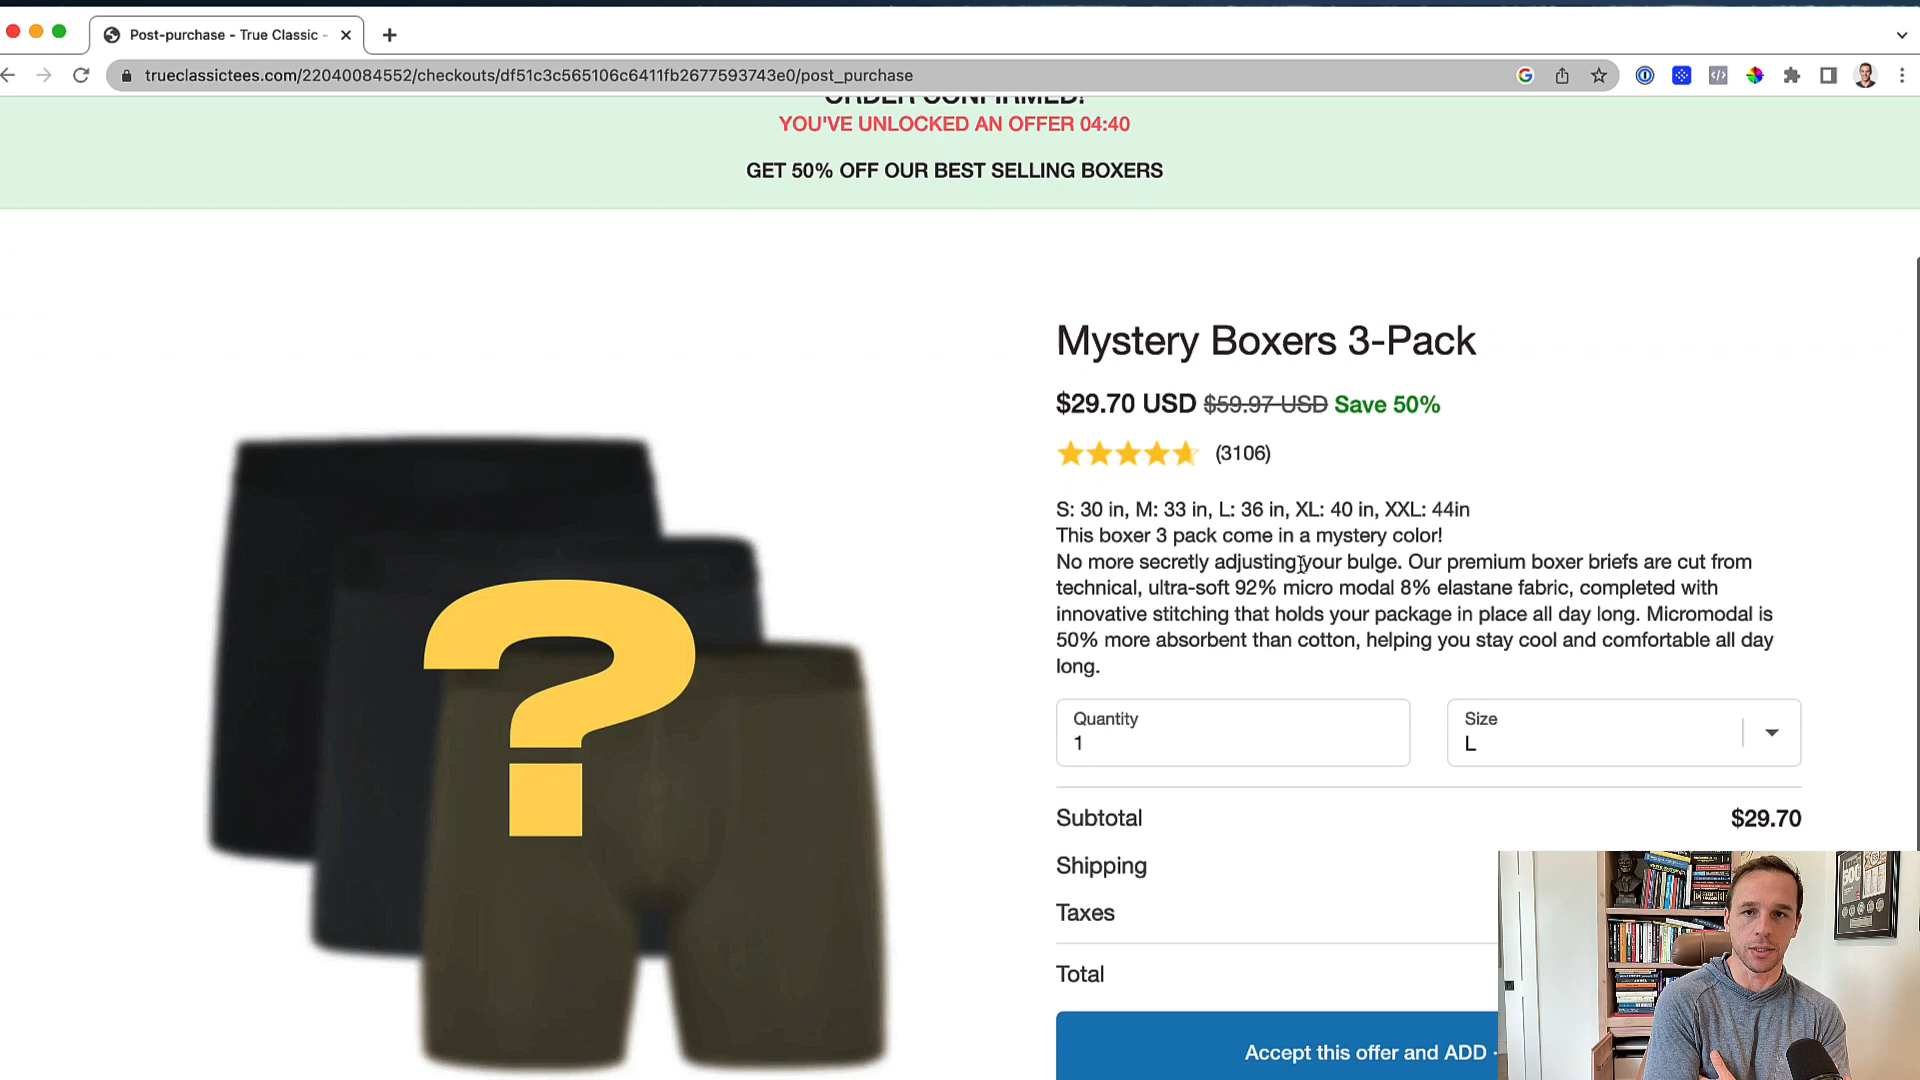 Post-purchase - True Classic -
trueclassictees.com/22040084552/checkouts/df51c3c565106c6411fb2677593743e0/post_purchase
ORDER CONFIRMED!
YOU'VE UNLOCKED AN OFFER 04:40
GET 50% OFF OUR BEST SELLING BOXERS
Mystery Boxers 3-Pack
$29.70 USD $59.97 USD Save 50%
(3106)
S: 30 in, M: 33 in, L: 36 in, XL: 40 in, XXL: 44in
This boxer 3 pack come in a mystery color!
No more secretly adjusting your bulge. Our premium boxer briefs are cut from
technical, ultra-soft 92% micro modal 8% elastane fabric, completed with
innovative stitching that holds your package in place all day long. Micromodal is
50% more absorbent than cotton, helping you stay cool and comfortable all day
long.
Quantity
1
Size
L
?
Subtotal $29.70
Shipping
Taxes
Total
Accept this offer and ADD ·